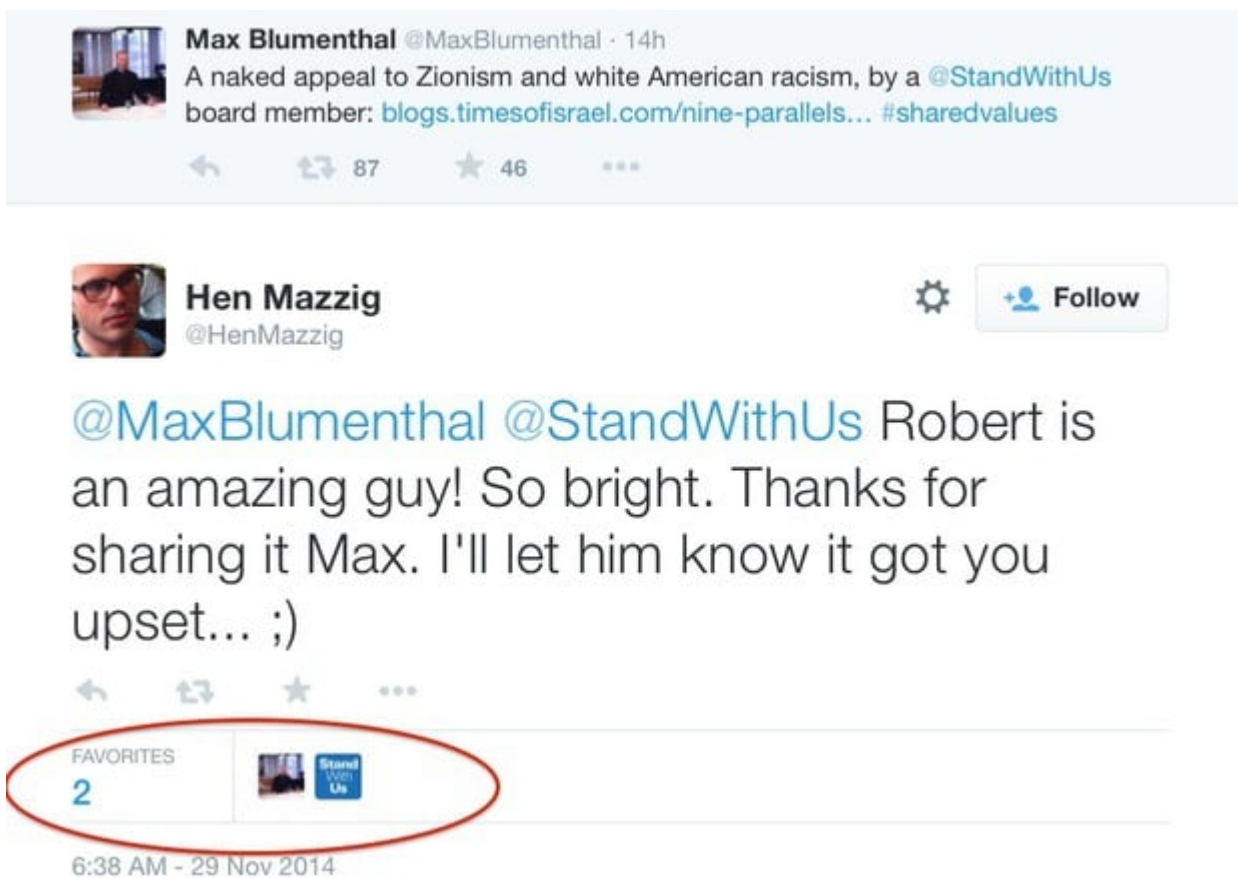 Max Blumenthal @MaxBlumenthal · 14h
A naked appeal to Zionism and white American racism, by a @StandWithUs
board member: blogs.timesofisrael.com/nine-parallels... #sharedvalues
87 46
Hen Mazzig
@HenMazzig
Follow
@MaxBlumenthal @StandWithUs Robert is
an amazing guy! So bright. Thanks for
sharing it Max. I'll let him know it got you
upset... ;)
FAVORITES
2
Stand
With
Us
6:38 AM - 29 Nov 2014